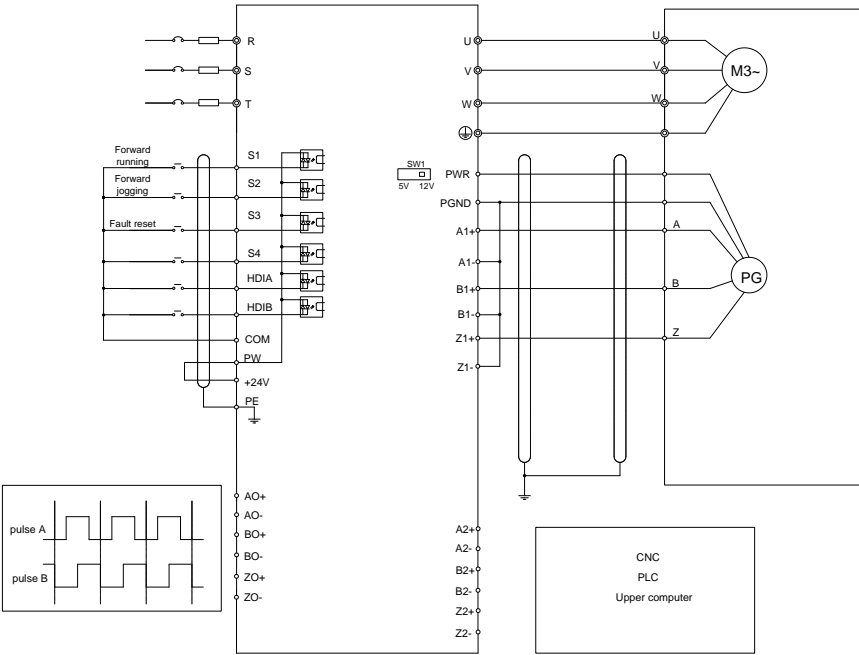 R
S
T
U
V
W
U
V
W
M3~
Forward
running
Forward
jogging
Fault reset
S1
S2
S3
S4
HDIA
HDIB
COM
PW
+24V
PE
SW1
5V 12V
PWR
PGND
A1+
A1-
B1+
B1-
Z1+
Z1-
A
B
Z
PG
pulse A
pulse B
AO+
AO-
BO+
BO-
ZO+
ZO-
A2+
A2-
B2+
B2-
Z2+
Z2-
CNC
PLC
Upper computer